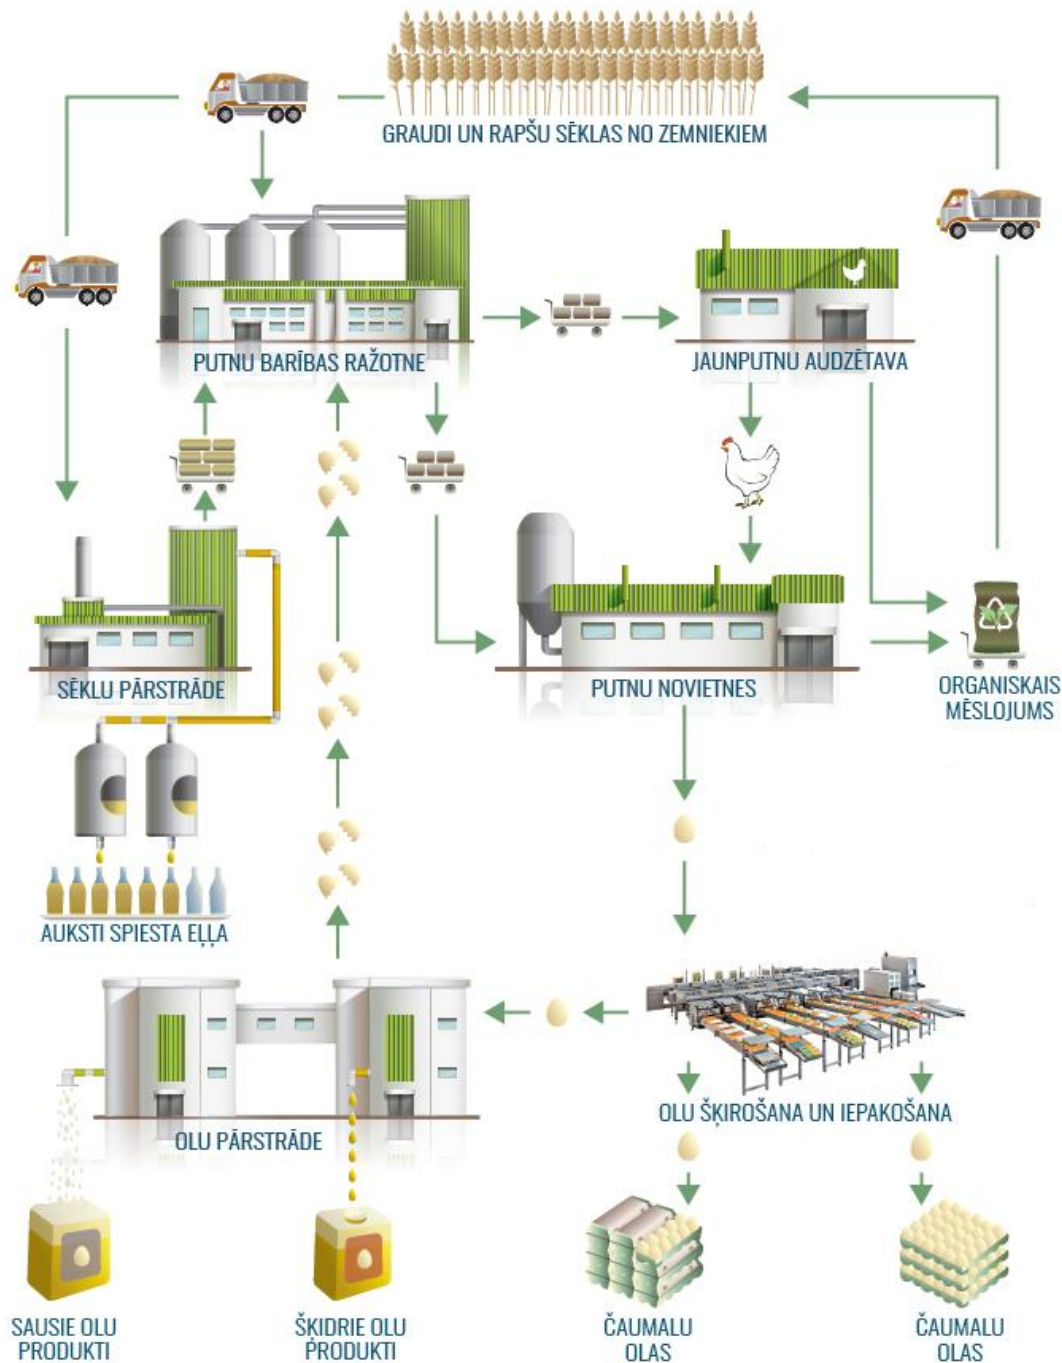 GRAUDI UN RAPŠU SĒKLAS NO ZEMNIEKIEM
PUTNU BARĪBAS RAŽOTNE
JAUNPUTNU AUDZĒTAVA
SĒKLU PĀRSTRĀDE
PUTNU NOVIETNES
ORGANISKAIS
MĒSLOJUMS
AUKSTI SPIESTA EĻĻA
OLU ŠĶIROŠANA UN IEPAKOŠANA
OLU PĀRSTRĀDE
SAUSIE OLU
PRODUKTI
ŠĶIDRIE OLU
PRODUKTI
ČAUMALU
OLAS
ČAUMALU
OLAS